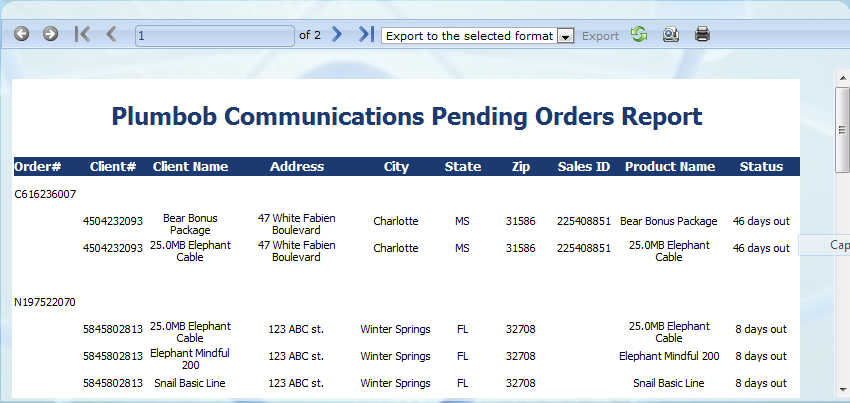 1 of 2 Export to the selected format Export
Plumbob Communications Pending Orders Report
Order# Client# Client Name Address City State Zip Sales ID Product Name Status
C616236007
4504232093 Bear Bonus Package 47 White Fabien Boulevard Charlotte MS 31586 225408851 Bear Bonus Package 46 days out
4504232093 25.0MB Elephant Cable 47 White Fabien Boulevard Charlotte MS 31586 225408851 25.0MB Elephant Cable 46 days out
Cap
N197522070
5845802813 25.0MB Elephant Cable 123 ABC st. Winter Springs FL 32708 25.0MB Elephant Cable 8 days out
5845802813 Elephant Mindful 200 123 ABC st. Winter Springs FL 32708 Elephant Mindful 200 8 days out
5845802813 Snail Basic Line 123 ABC st. Winter Springs FL 32708 Snail Basic Line 8 days out